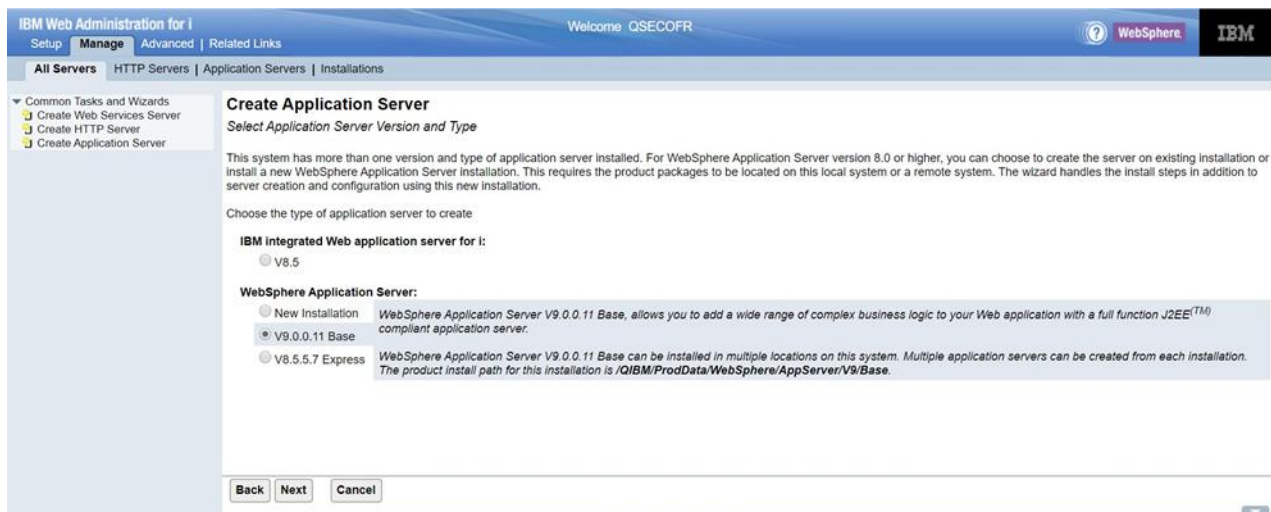 IBM Web Administration for i
Welcome QSECOFR
? WebSphere. IBM
Setup Manage Advanced | Related Links
All Servers HTTP Servers | Application Servers | Installations
Common Tasks and Wizards
Create Web Services Server
Create HTTP Server
Create Application Server
Create Application Server
Select Application Server Version and Type
This system has more than one version and type of application server installed. For WebSphere Application Server version 8.0 or higher, you can choose to create the server on existing installation or
install a new WebSphere Application Server installation. This requires the product packages to be located on this local system or a remote system. The wizard handles the install steps in addition to
server creation and configuration using this new installation.
Choose the type of application server to create
IBM integrated Web application server for i:
V8.5
WebSphere Application Server:
New Installation
V9.0.0.11 Base
V8.5.5.7 Express
WebSphere Application Server V9.0.0.11 Base, allows you to add a wide range of complex business logic to your Web application with a full function J2EE(TM)
compliant application server.
WebSphere Application Server V9.0.0.11 Base can be installed in multiple locations on this system. Multiple application servers can be created from each installation.
The product install path for this installation is /QIBM/ProdData/WebSphere/AppServer/V9/Base.
Back Next Cancel